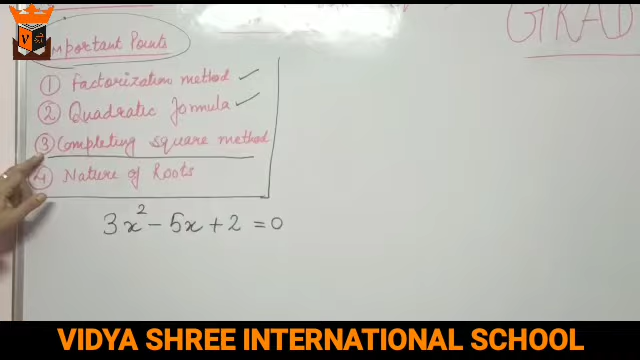 GRAD
Important Points
① Factorization method ✓
② Quadratic formula ✓
③ Completing square method
④ Nature of Roots
3x² - 5x + 2 = 0
VIDYA SHREE INTERNATIONAL SCHOOL